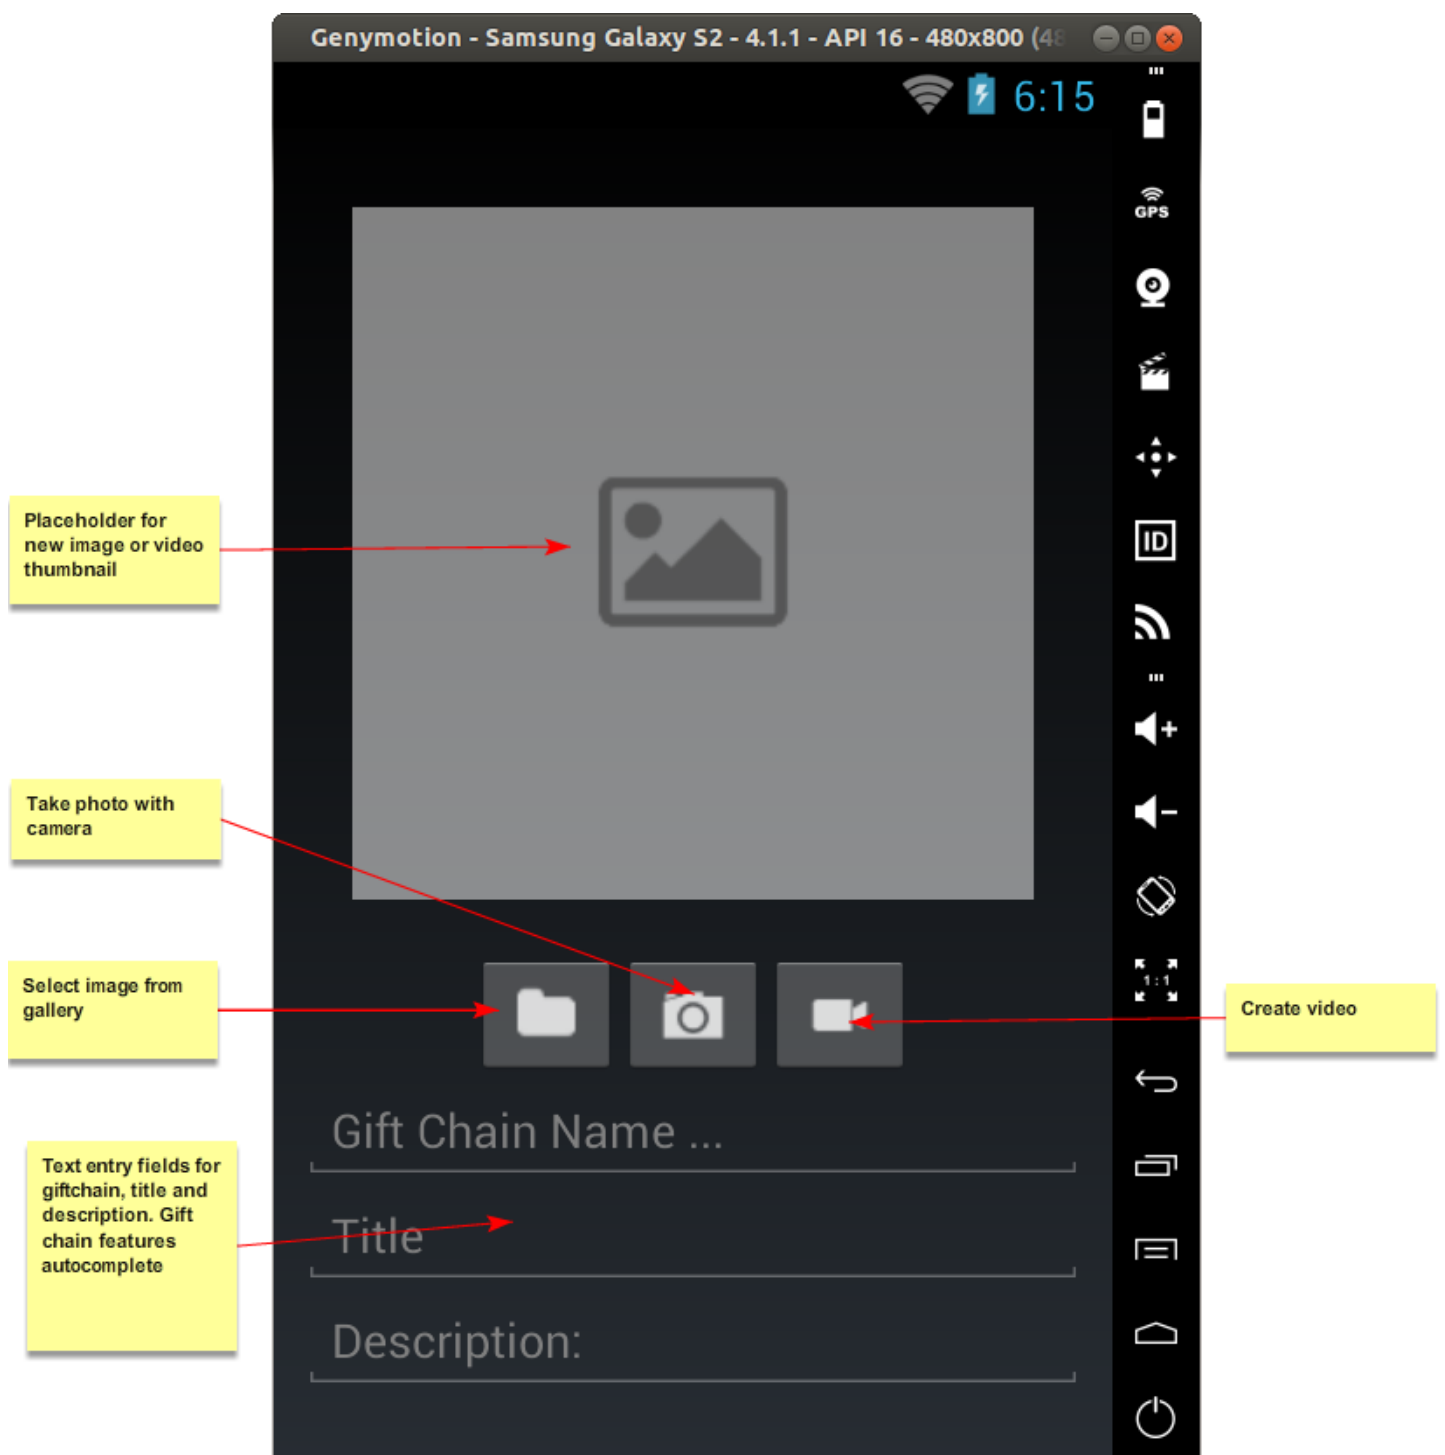 Genymotion - Samsung Galaxy S2 - 4.1.1 - API 16 - 480x800 (48
6:15
GPS
ID
Placeholder for
new image or video
thumbnail
Take photo with
camera
1:1
Select image from
gallery
Create video
Gift Chain Name ...
Text entry fields for
giftchain, title and
description. Gift
chain features
autocomplete
Title
Description: